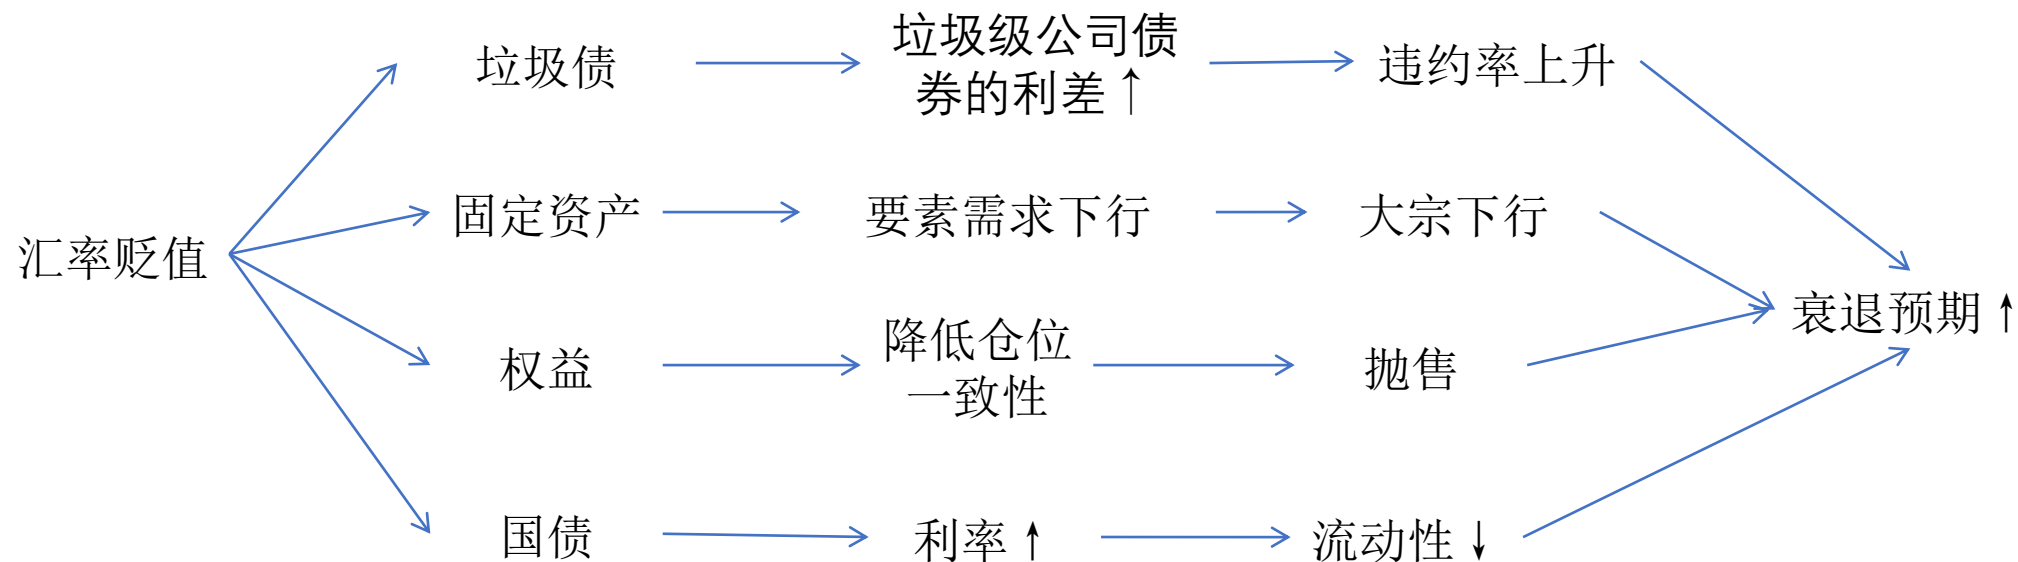 垃圾债
垃圾级公司债
券的利差↑
违约率上升
固定资产
要素需求下行
大宗下行
汇率贬值
衰退预期↑
权益
降低仓位
一致性
抛售
国债
利率↑
流动性↓